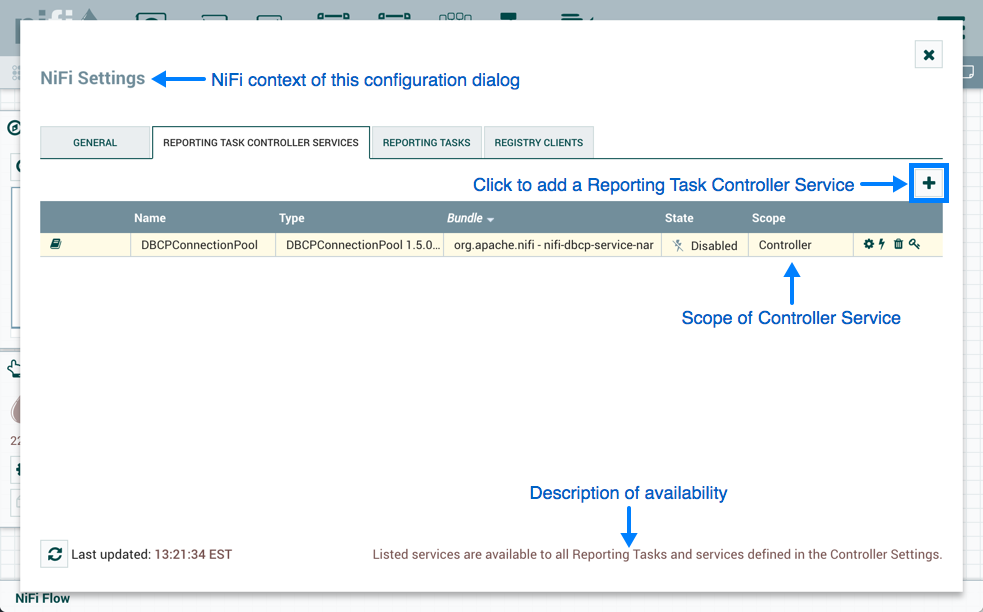 nifi
NiFi Settings
NiFi context of this configuration dialog
GENERAL
REPORTING TASK CONTROLLER SERVICES
REPORTING TASKS
REGISTRY CLIENTS
Click to add a Reporting Task Controller Service
Name Type Bundle State Scope
DBCPConnectionPool DBCPConnectionPool 1.5.0... org.apache.nifi - nifi-dbcp-service-nar Disabled Controller
Scope of Controller Service
Description of availability
Last updated: 13:21:34 EST
Listed services are available to all Reporting Tasks and services defined in the Controller Settings.
22
NiFi Flow